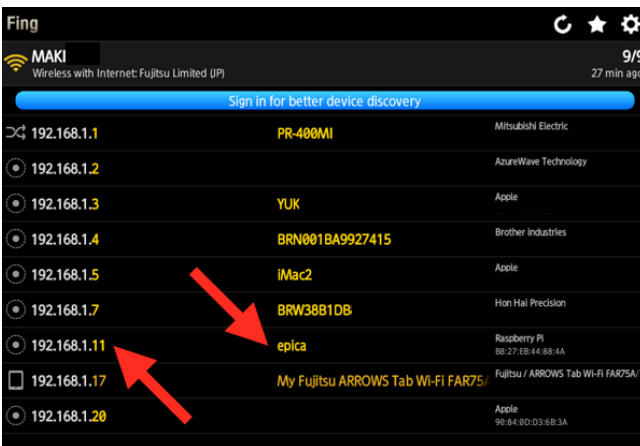 Fing
MAKI 9/9
Wireless with Internet: Fujitsu Limited (JP) 27 min ago
Sign in for better device discovery
192.168.1.1 PR-400MI Mitsubishi Electric
192.168.1.2 AzureWave Technology
192.168.1.3 YUK Apple
192.168.1.4 BRN001BA9927415 Brother industries
192.168.1.5 iMac2 Apple
192.168.1.7 BRW38B1DB Hon Hai Precision
192.168.1.11 epica Raspberry Pi
B8:27:EB:44:88:4A
192.168.1.17 My Fujitsu ARROWS Tab Wi-Fi FAR75A/ Fujitsu / ARROWS Tab Wi-Fi FAR75A/
192.168.1.20 Apple
90:84:0D:D3:6B:3A